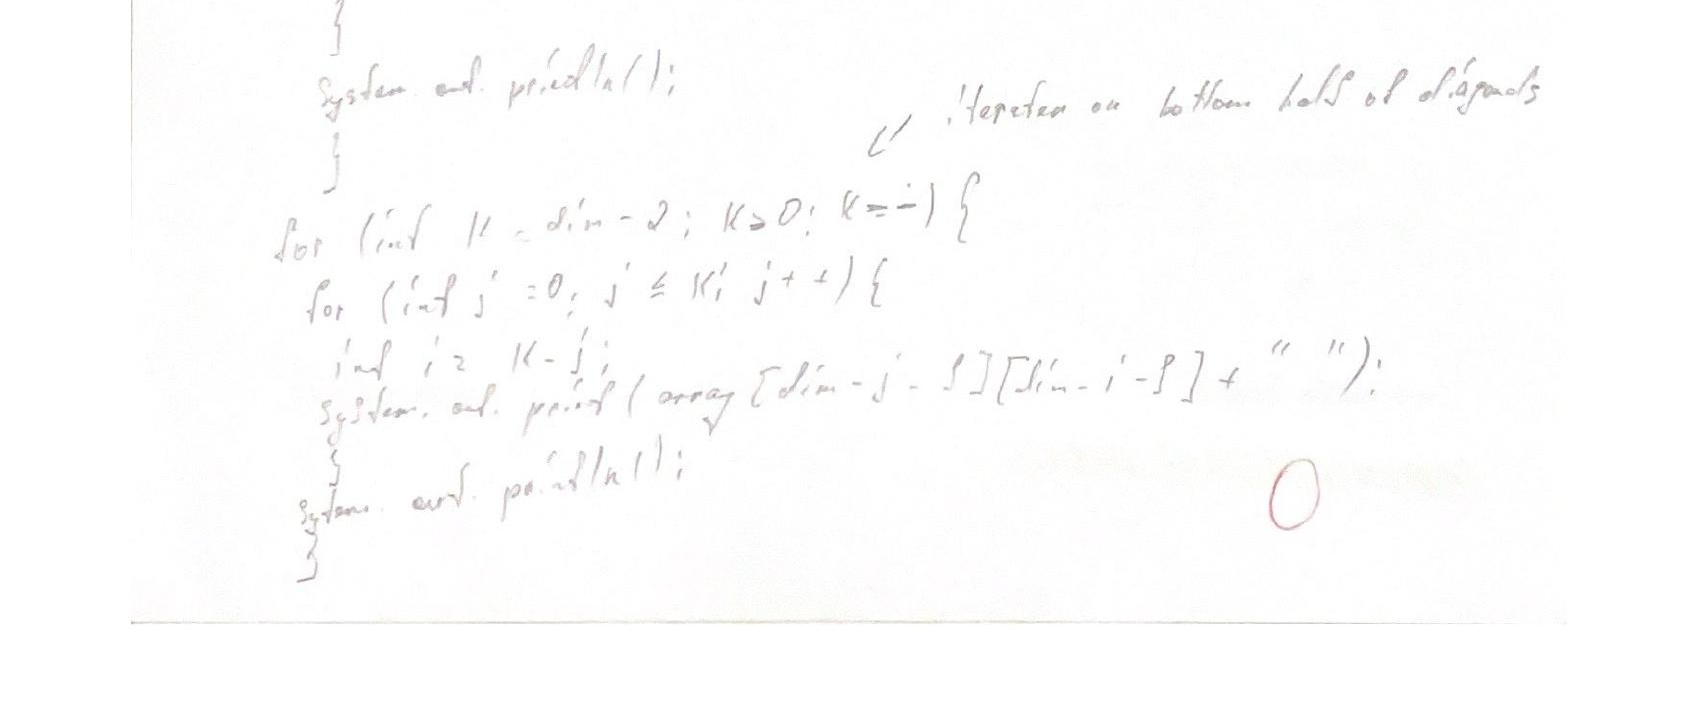 }
System. out. println();
}
iteration on bottom half of diagonals
for (int k = dim - 2; k ≥ 0; k = -) {
for (int j = 0; j ≤ k; j++) {
int i = k - j;
System. out. print( array [dim - j - 1][dim - i - 1] + " ");
}
System. out. println();
}
0